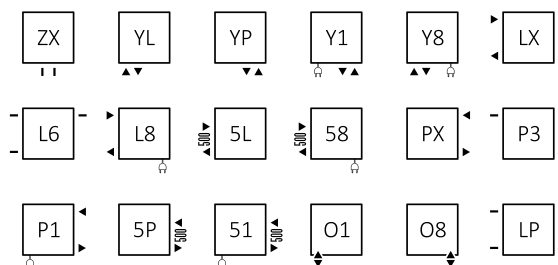 ZX YL YP Y1 Y8 LX
L6 L8 500 5L 500 58 PX P3
P1 5P 500 51 500 O1 O8 LP